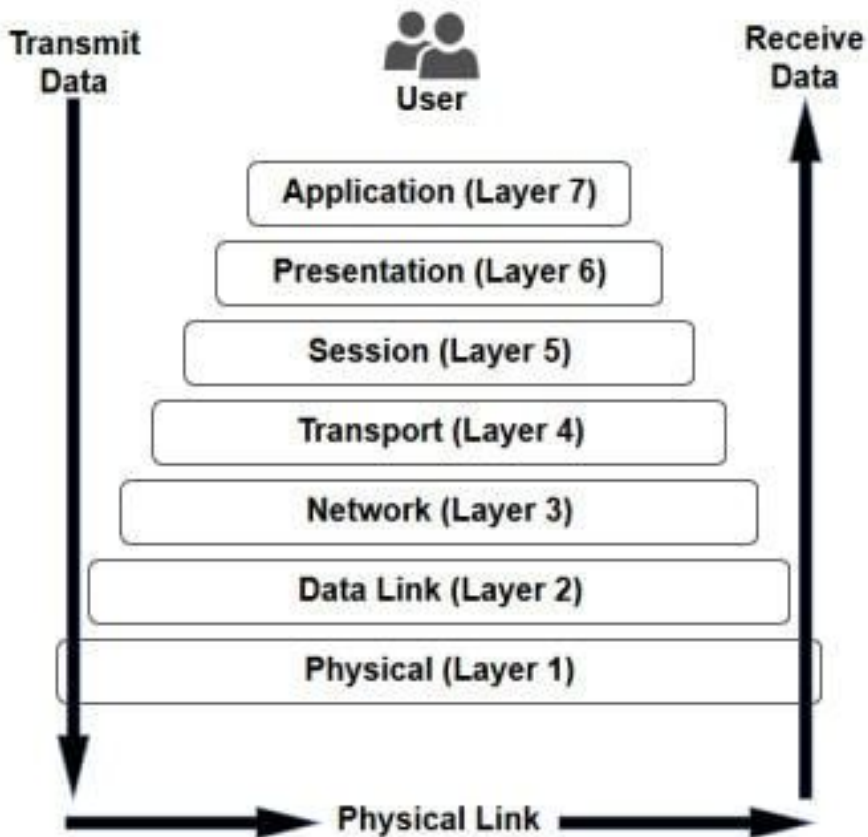 Transmit
Data
User
Receive
Data
Application (Layer 7)
Presentation (Layer 6)
Session (Layer 5)
Transport (Layer 4)
Network (Layer 3)
Data Link (Layer 2)
Physical (Layer 1)
Physical Link